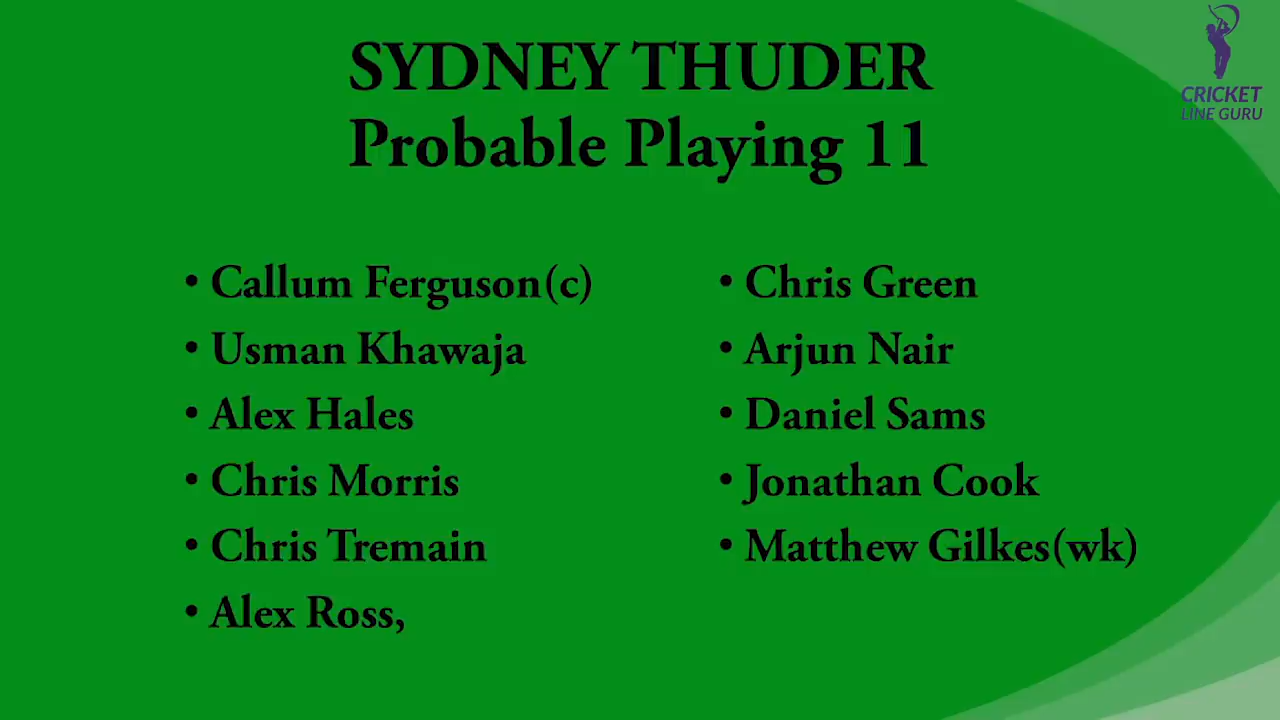 SYDNEY THUDER
Probable Playing 11
CRICKET
LINE GURU
• Callum Ferguson(c)
• Usman Khawaja
• Alex Hales
• Chris Morris
• Chris Tremain
• Alex Ross,
• Chris Green
• Arjun Nair
• Daniel Sams
• Jonathan Cook
• Matthew Gilkes(wk)